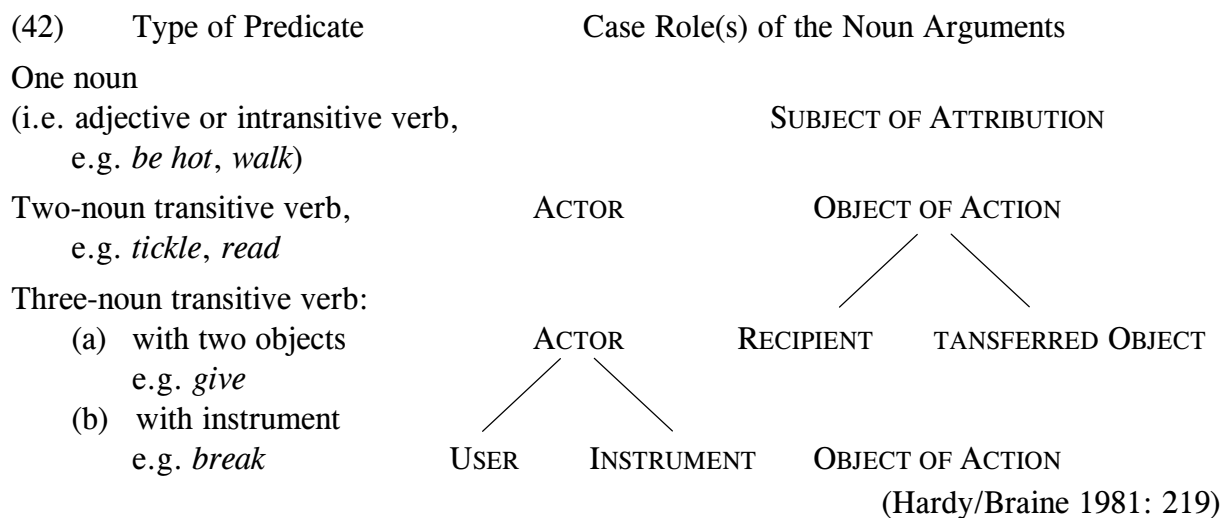 (42) Type of Predicate Case Role(s) of the Noun Arguments
One noun
(i.e. adjective or intransitive verb, SUBJECT OF ATTRIBUTION
e.g. be hot, walk)
Two-noun transitive verb, ACTOR OBJECT OF ACTION
e.g. tickle, read
Three-noun transitive verb:
(a) with two objects ACTOR RECIPIENT TANSFERRED OBJECT
e.g. give
(b) with instrument
e.g. break USER INSTRUMENT OBJECT OF ACTION
(Hardy/Braine 1981: 219)